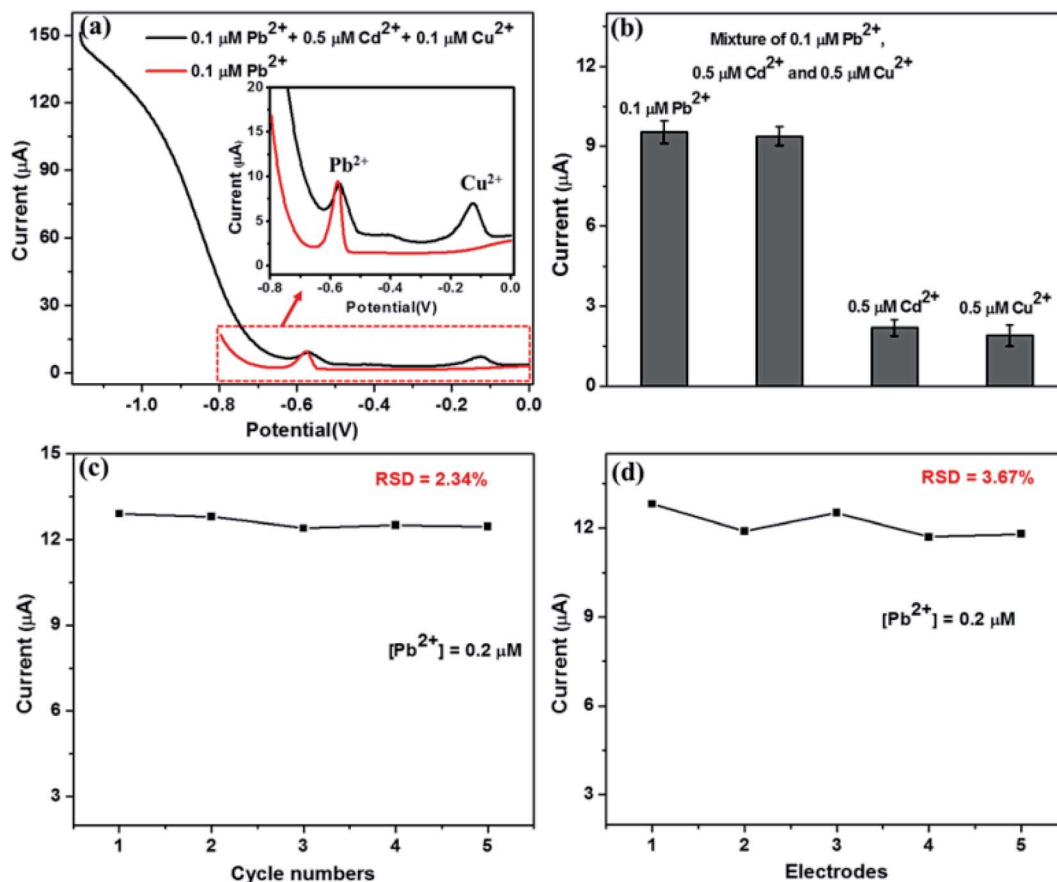 (a)
0.1 μM Pb²⁺ + 0.5 μM Cd²⁺ + 0.1 μM Cu²⁺
0.1 μM Pb²⁺
150
120
90
60
30
0
Current (μA)
-1.0
-0.8
-0.6
-0.4
-0.2
0.0
Potential(V)
20
15
10
5
0
Current (μA)
Pb²⁺
Cu²⁺
-0.8
-0.6
-0.4
-0.2
0.0
Potential(V)
(b)
Mixture of 0.1 μM Pb²⁺,
0.5 μM Cd²⁺ and 0.5 μM Cu²⁺
0.1 μM Pb²⁺
0.5 μM Cd²⁺
0.5 μM Cu²⁺
12
9
6
3
0
Current (μA)
(c)
RSD = 2.34%
[Pb²⁺] = 0.2 μM
15
12
9
6
3
Current (μA)
1
2
3
4
5
Cycle numbers
(d)
RSD = 3.67%
[Pb²⁺] = 0.2 μM
12
9
6
3
Current (μA)
1
2
3
4
5
Electrodes